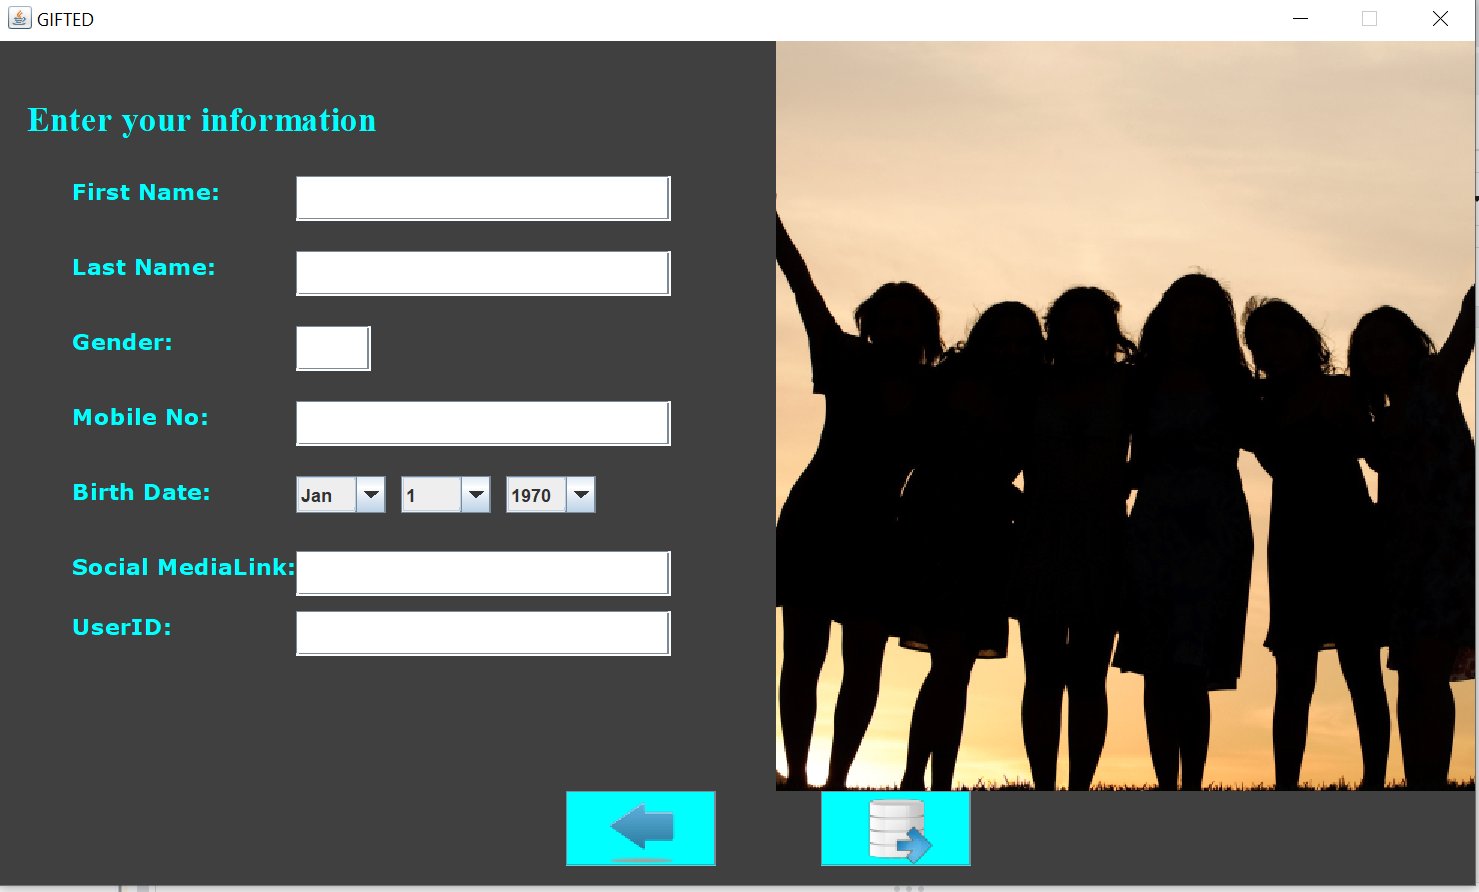 GIFTED
Enter your information
First Name:
Last Name:
Gender:
Mobile No:
Birth Date: Jan 1 1970
Social MediaLink:
UserID: